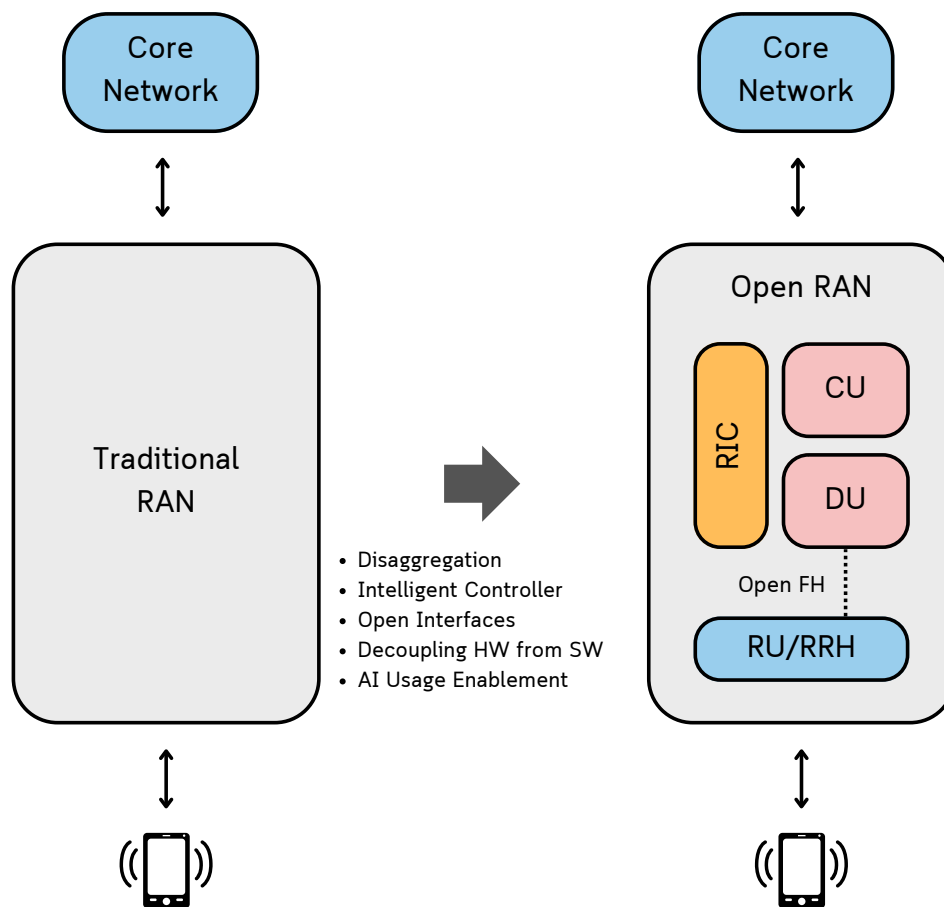 Core
Network
Traditional
RAN
• Disaggregation
• Intelligent Controller
• Open Interfaces
• Decoupling HW from SW
• AI Usage Enablement
Core
Network
Open RAN
RIC
CU
DU
Open FH
RU/RRH